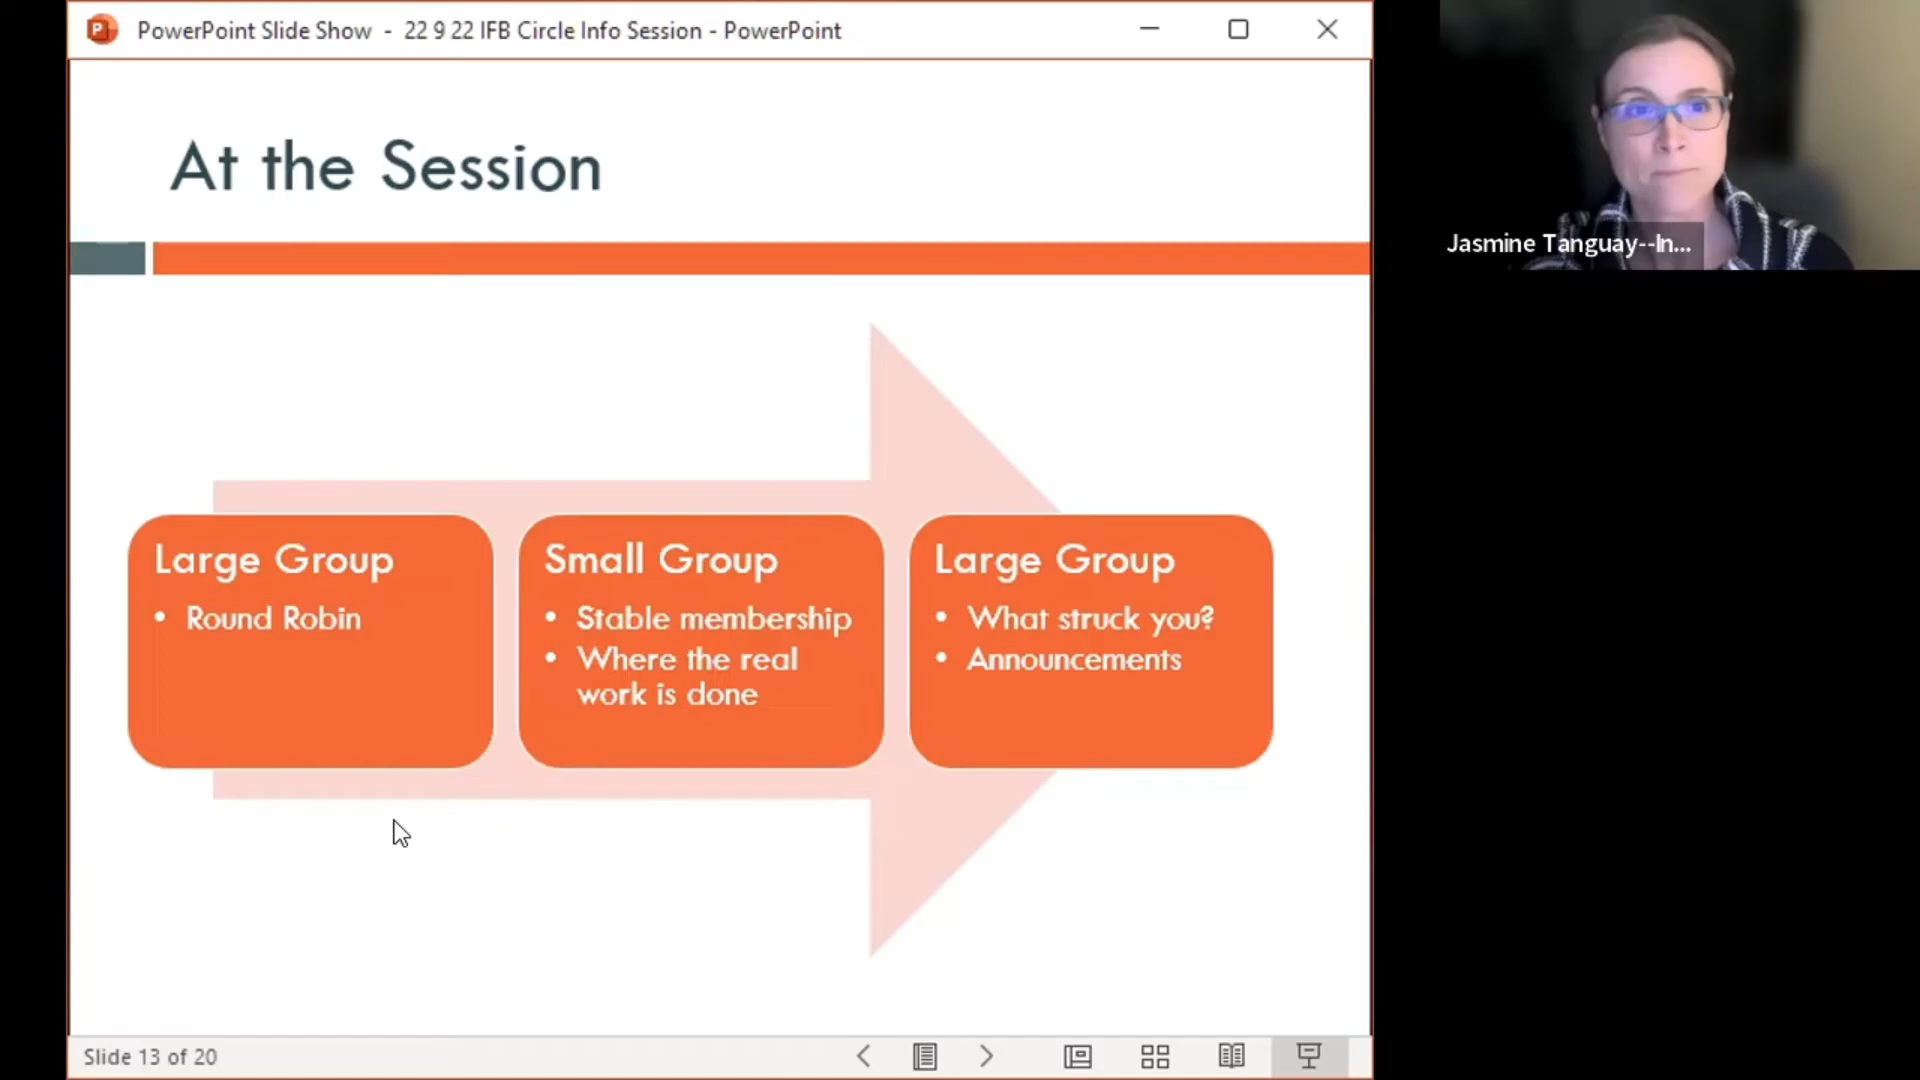 PowerPoint Slide Show - 22 9 22 IFB Circle Info Session - PowerPoint
At the Session
Large Group
• Round Robin
Small Group
• Stable membership
• Where the real
work is done
Large Group
• What struck you?
• Announcements
Jasmine Tanguay--In...
Slide 13 of 20